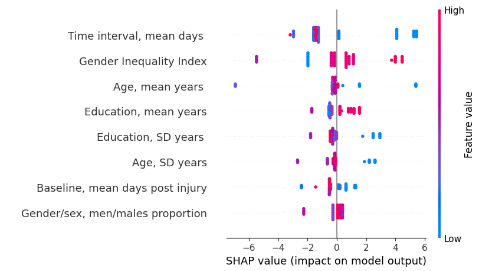 High
Time interval, mean days
Gender Inequality Index
Age, mean years
Education, mean years
Education, SD years
Age, SD years
Baseline, mean days post injury
Gender/sex, men/males proportion
Feature value
Low
−6 −4 −2 0 2 4 6
SHAP value (impact on model output)